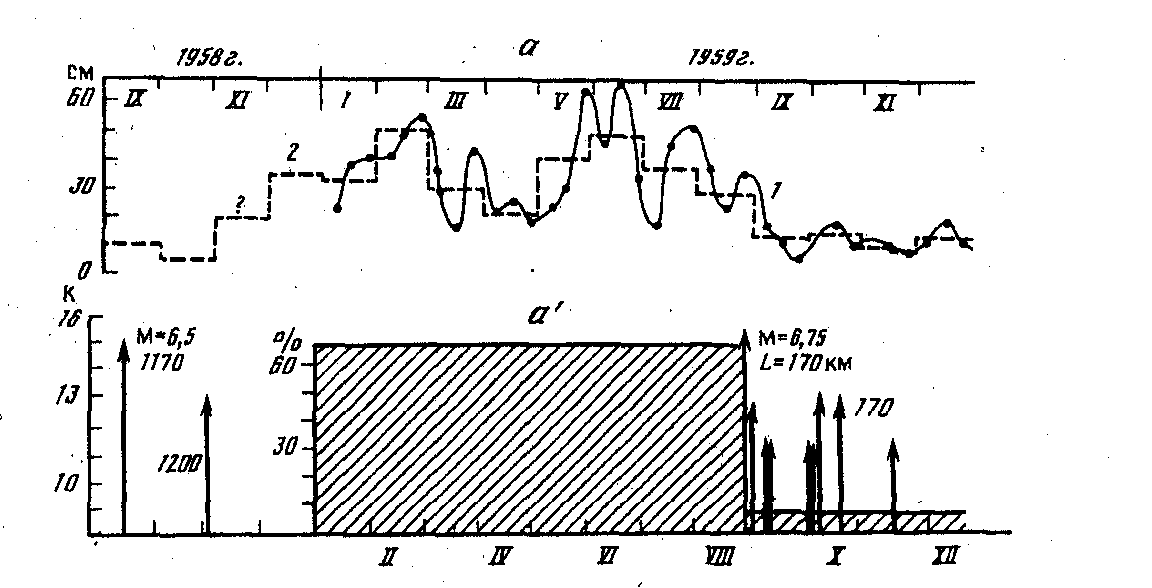 1958г. а 1959г.
см
60 IX XI I III V VII IX XI
2
30 2 1
0
К
16 а'
М=6,5 % М=6,75
1170 60 L=170 км
13 170
1200 30
10
II IV VI VIII X XII